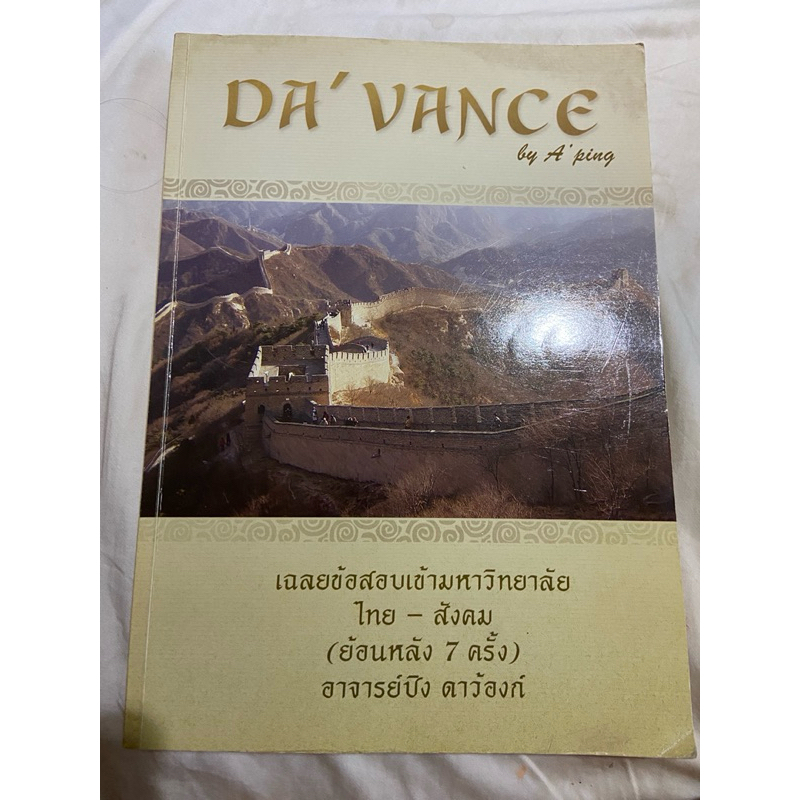 DA' VANCE
by A' ping
เฉลยข้อสอบเข้ามหาวิทยาลัย
ไทย – สังคม
(ย้อนหลัง 7 ครั้ง)
อาจารย์ปิง ดาว้องก์